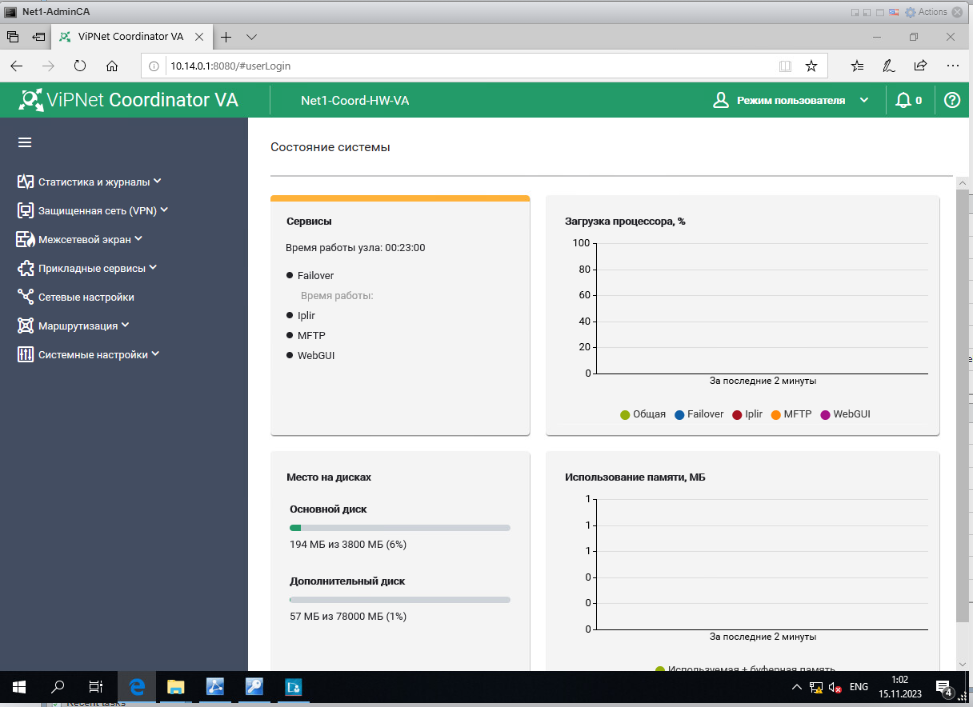 Net1-AdminCA
Actions
ViPNet Coordinator VA
10.14.0.1:8080/#userLogin
ViPNet Coordinator VA
Net1-Coord-HW-VA
Режим пользователя
0
Состояние системы
Статистика и журналы
Защищенная сеть (VPN)
Межсетевой экран
Прикладные сервисы
Сетевые настройки
Маршрутизация
Системные настройки
Сервисы
Время работы узла: 00:23:00
Failover
Время работы:
Iplir
MFTP
WebGUI
Загрузка процессора, %
100
80
60
40
20
0
За последние 2 минуты
Общая Failover Iplir MFTP WebGUI
Место на дисках
Основной диск
194 МБ из 3800 МБ (6%)
Дополнительный диск
57 МБ из 78000 МБ (1%)
Использование памяти, МБ
1
1
1
0
0
0
За последние 2 минуты
Используемая + буферная память
ENG
1:02
15.11.2023
4
Recent tasks